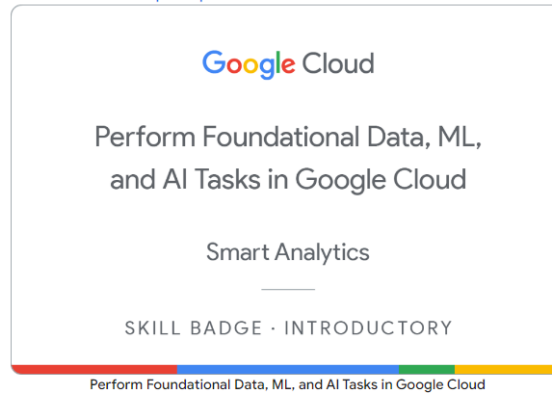 Google Cloud
Perform Foundational Data, ML,
and AI Tasks in Google Cloud
Smart Analytics
SKILL BADGE · INTRODUCTORY
Perform Foundational Data, ML, and AI Tasks in Google Cloud